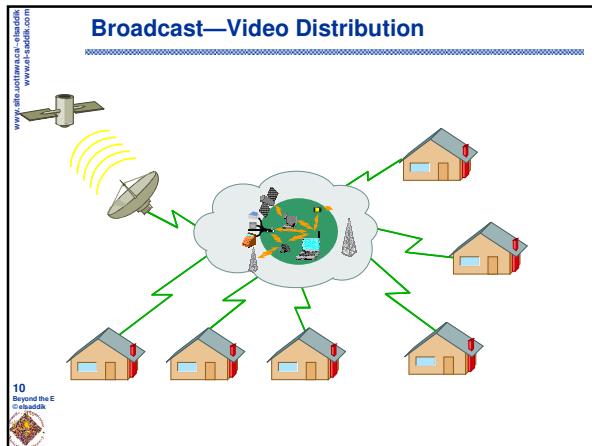 www.site.uottawa.ca/~elsaddik
www.el-saddik.com
Broadcast—Video Distribution
10
Beyond the E
©elsaddik